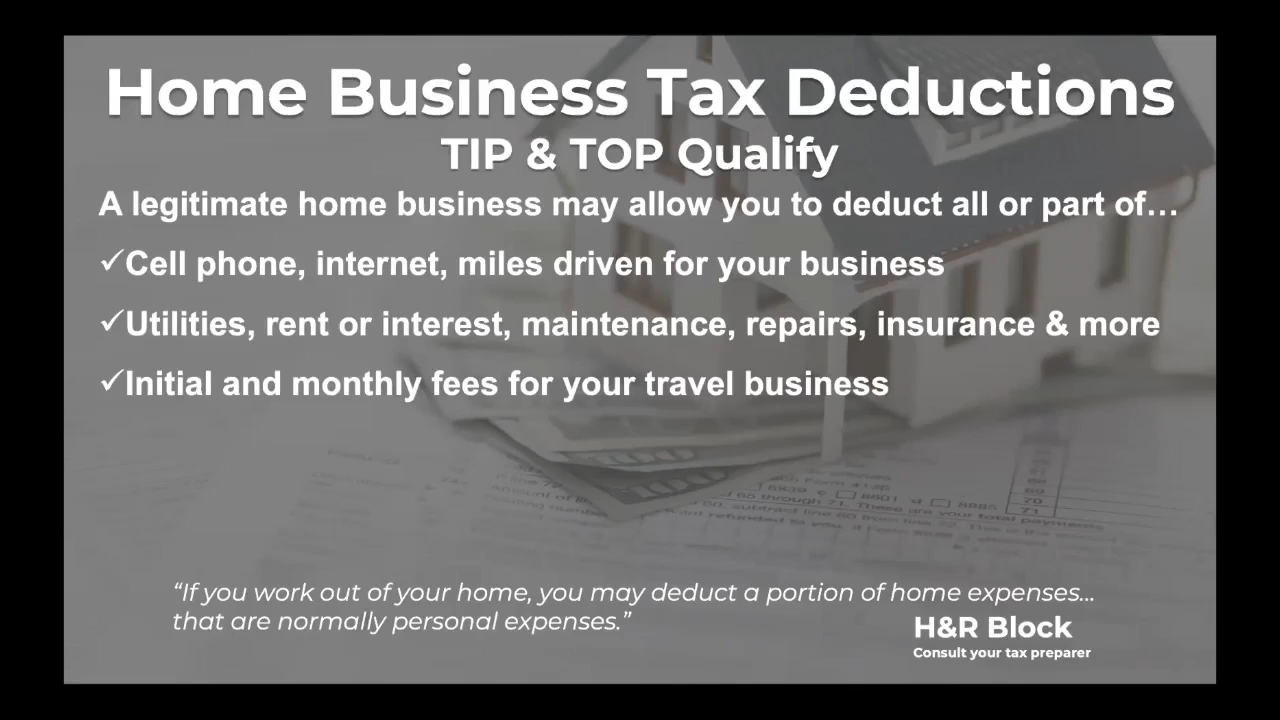 Home Business Tax Deductions
TIP & TOP Qualify
A legitimate home business may allow you to deduct all or part of…
✓Cell phone, internet, miles driven for your business
✓Utilities, rent or interest, maintenance, repairs, insurance & more
✓Initial and monthly fees for your travel business
“If you work out of your home, you may deduct a portion of home expenses…
that are normally personal expenses.”
H&R Block
Consult your tax preparer